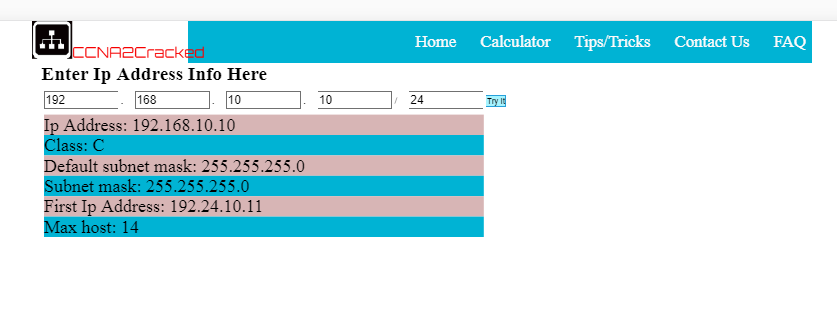 CCNA2Cracked
Home Calculator Tips/Tricks Contact Us FAQ
Enter Ip Address Info Here
192 . 168 . 10 . 10 / 24 Try It
Ip Address: 192.168.10.10
Class: C
Default subnet mask: 255.255.255.0
Subnet mask: 255.255.255.0
First Ip Address: 192.24.10.11
Max host: 14